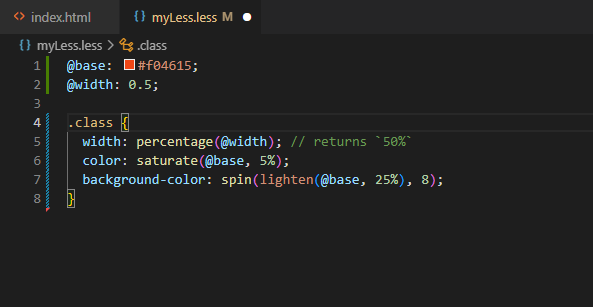 <> index.html {} myLess.less M ●
{} myLess.less > .class
1 @base: #f04615;
2 @width: 0.5;
3
4 .class {
5 width: percentage(@width); // returns `50%`
6 color: saturate(@base, 5%);
7 background-color: spin(lighten(@base, 25%), 8);
8 }